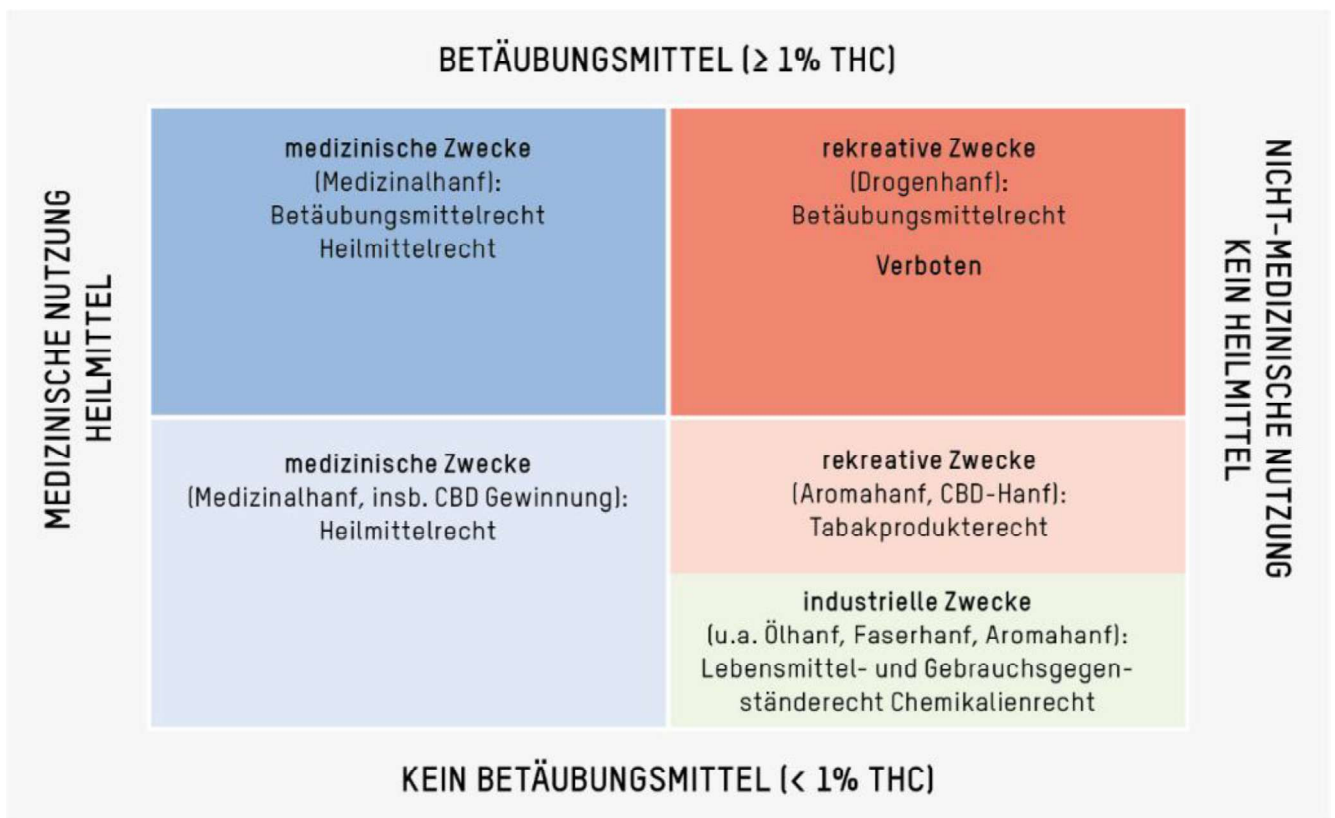 BETÄUBUNGSMITTEL (≥ 1% THC)
MEDIZINISCHE NUTZUNG
HEILMITTEL
medizinische Zwecke
(Medizinalhanf):
Betäubungsmittelrecht
Heilmittelrecht
rekreative Zwecke
(Drogenhanf):
Betäubungsmittelrecht
Verboten
NICHT-MEDIZINISCHE NUTZUNG
KEIN HEILMITTEL
medizinische Zwecke
(Medizinalhanf, insb. CBD Gewinnung):
Heilmittelrecht
rekreative Zwecke
(Aromahanf, CBD-Hanf):
Tabakprodukterecht
industrielle Zwecke
(u.a. Ölhanf, Faserhanf, Aromahanf):
Lebensmittel- und Gebrauchsgegen-
ständerecht Chemikalienrecht
KEIN BETÄUBUNGSMITTEL (< 1% THC)